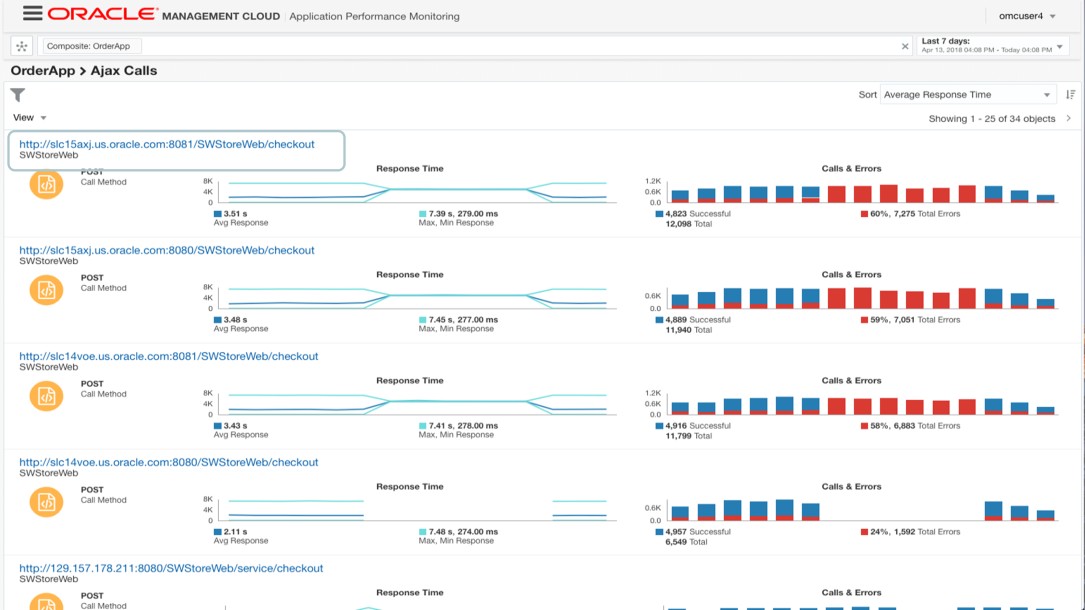 ORACLE MANAGEMENT CLOUD Application Performance Monitoring omcuser4
Composite: OrderApp
Last 7 days:
Apr 13, 2018 04:08 PM - Today 04:08 PM
OrderApp > Ajax Calls
Sort Average Response Time
View
Showing 1 - 25 of 34 objects
http://slc15axj.us.oracle.com:8081/SWStoreWeb/checkout
SWStoreWeb
POST
Call Method
Response Time
8K
4K
0
3.51 s
Avg Response
7.39 s, 279.00 ms
Max, Min Response
Calls & Errors
1.2K
0.6K
0.0
4,823 Successful
12,098 Total
60%, 7,275 Total Errors
http://slc15axj.us.oracle.com:8080/SWStoreWeb/checkout
SWStoreWeb
POST
Call Method
Response Time
8K
4K
0
3.48 s
Avg Response
7.45 s, 277.00 ms
Max, Min Response
Calls & Errors
0.6K
0.0
4,889 Successful
11,940 Total
59%, 7,051 Total Errors
http://slc14voe.us.oracle.com:8081/SWStoreWeb/checkout
SWStoreWeb
POST
Call Method
Response Time
8K
4K
0
3.43 s
Avg Response
7.41 s, 278.00 ms
Max, Min Response
Calls & Errors
1.2K
0.6K
0.0
4,916 Successful
11,799 Total
58%, 6,883 Total Errors
http://slc14voe.us.oracle.com:8080/SWStoreWeb/checkout
SWStoreWeb
POST
Call Method
Response Time
8K
4K
0
2.11 s
Avg Response
7.48 s, 274.00 ms
Max, Min Response
Calls & Errors
0.6K
0.0
4,957 Successful
6,549 Total
24%, 1,592 Total Errors
http://129.157.178.211:8080/SWStoreWeb/service/checkout
SWStoreWeb
POST
Call Method
Response Time
Calls & Errors